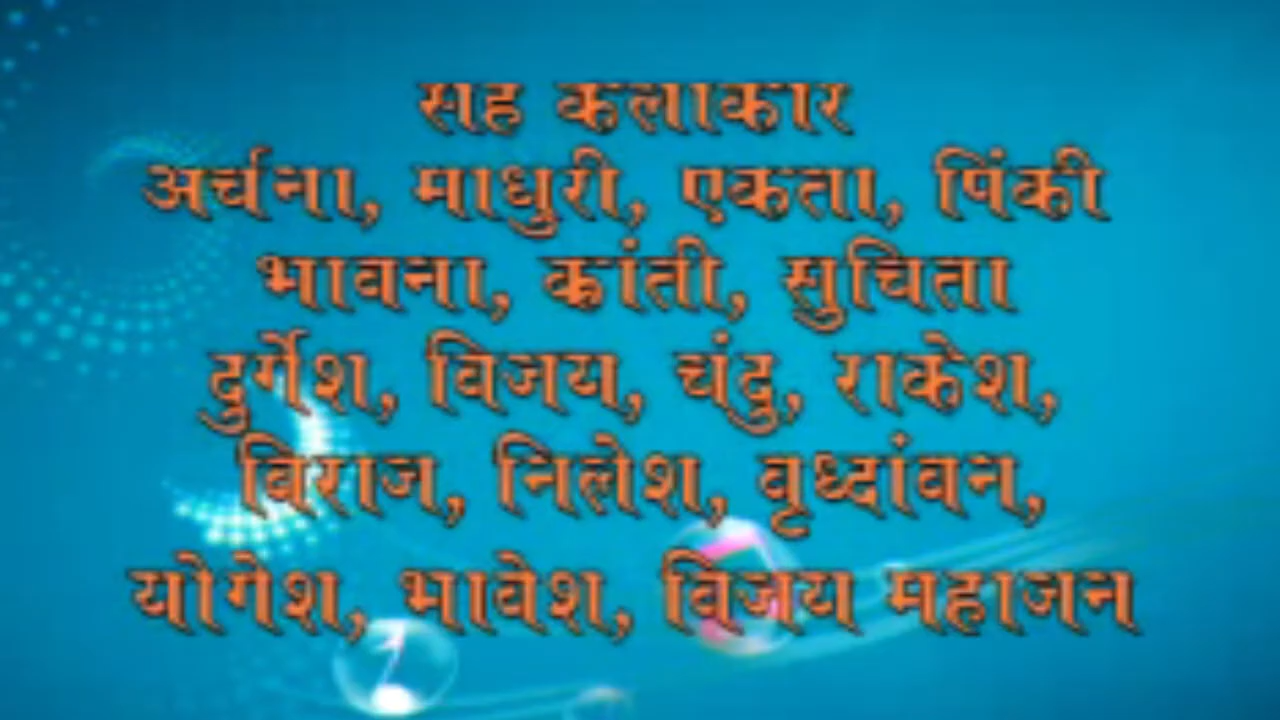 सह कलाकार
अर्चना, माधुरी, एकता, पिंकी
भावना, कांती, सुचिता
दुर्गेश, विजय, चंदु, राकेश,
विराज, निलेश, वृध्दांवन,
योगेश, भावेश, विजय महाजन